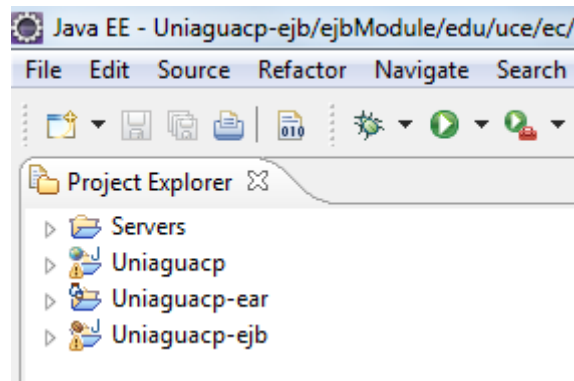 Java EE - Uniaguacp-ejb/ejbModule/edu/uce/ec/
File Edit Source Refactor Navigate Search
010
Project Explorer
Servers
Uniaguacp
Uniaguacp-ear
Uniaguacp-ejb